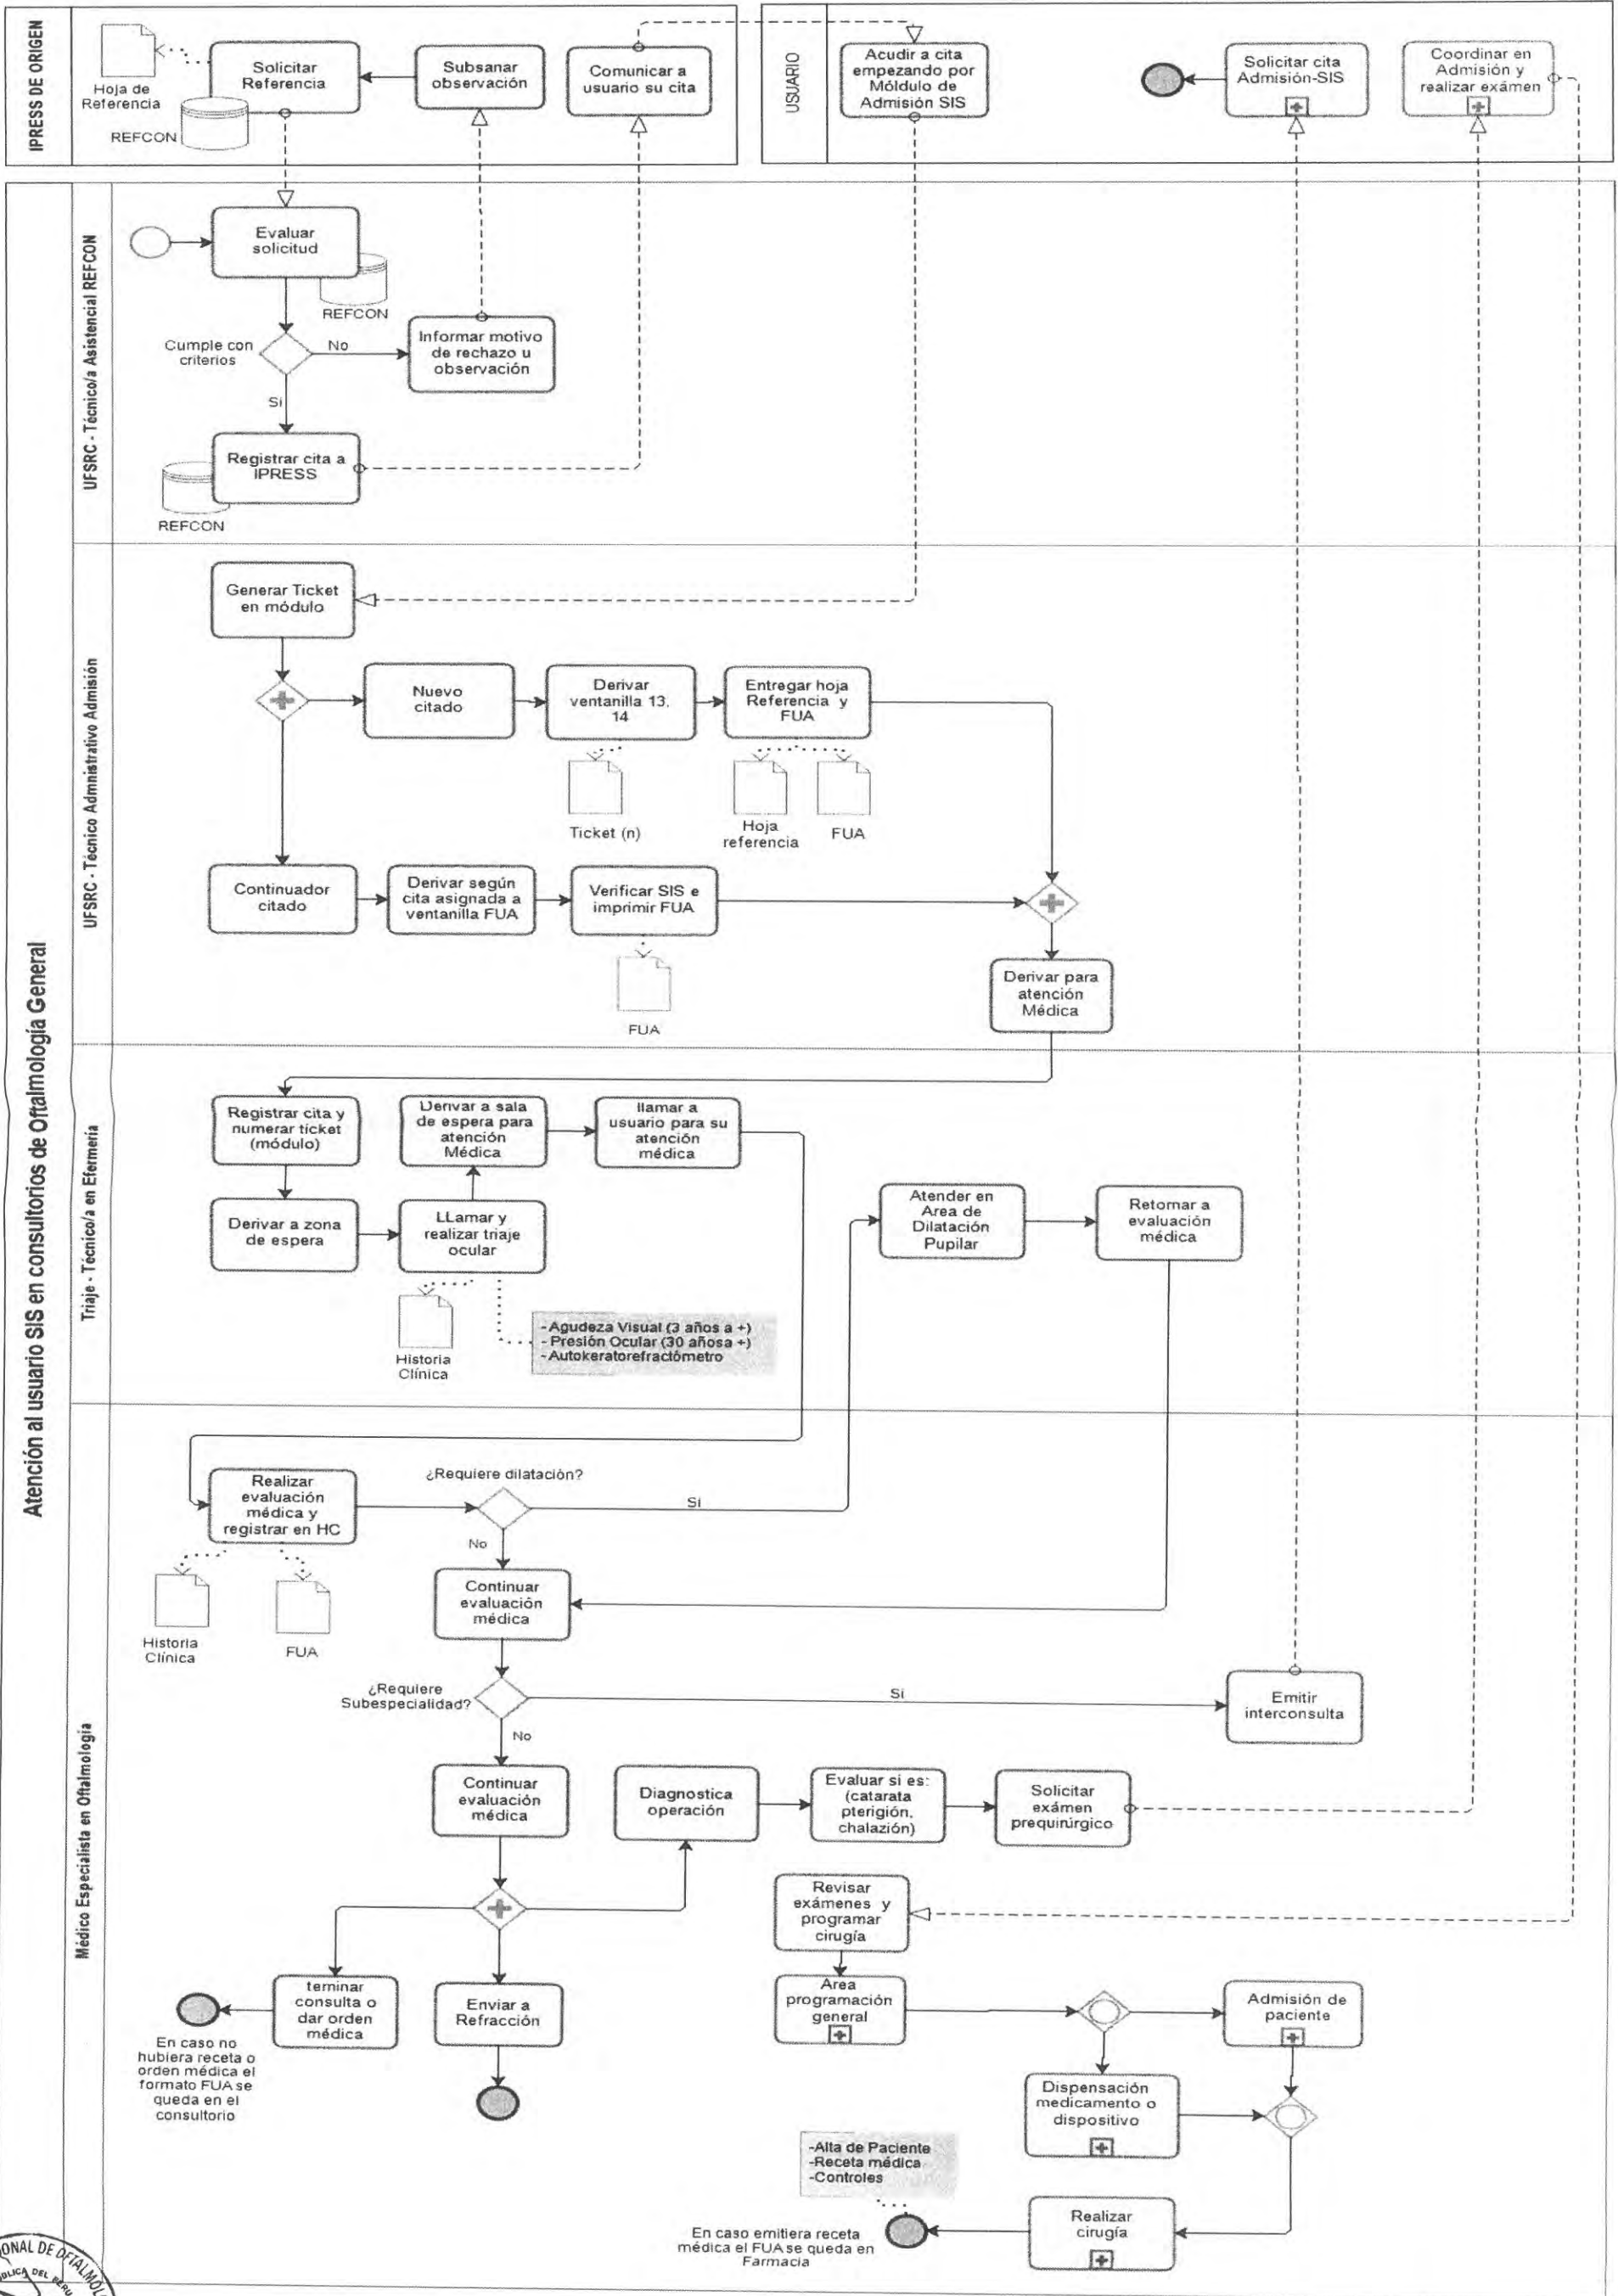 IPRESS DE ORIGEN
Hoja de
Referencia
REFCON
Solicitar
Referencia
Subsanar
observación
Comunicar a
usuario su cita
USUARIO
Acudir a cita
empezando por
Móldulo de
Admisión SIS
Solicitar cita
Admisión-SIS
Coordinar en
Admisión y
realizar exámen
Atención al usuario SIS en consultorios de Oftalmología General
UFSRC - Técnico/a Asistencial REFCON
Evaluar
solicitud
REFCON
Cumple con
criterios
No
Informar motivo
de rechazo u
observación
Si
Registrar cita a
IPRESS
REFCON
UFSRC - Técnico Administrativo Admisión
Generar Ticket
en módulo
Nuevo
citado
Derivar
ventanilla 13,
14
Entregar hoja
Referencia y
FUA
Ticket (n)
Hoja
referencia
FUA
Continuador
citado
Derivar según
cita asignada a
ventanilla FUA
Verificar SIS e
imprimir FUA
FUA
Derivar para
atención
Médica
Triaje - Técnico/a en Efermería
Registrar cita y
numerar tícket
(módulo)
Derivar a sala
de espera para
atención
Médica
llamar a
usuario para su
atención
médica
Derivar a zona
de espera
LLamar y
realizar triaje
ocular
Atender en
Area de
Dilatación
Pupilar
Retornar a
evaluación
médica
Historia
Clínica
-Agudeza Visual (3 años a +)
-Presión Ocular (30 añosa +)
-Autokeratorefractómetro
Médico Especialista en Oftalmología
Realizar
evaluación
médica y
registrar en HC
¿Requiere dilatación?
Si
No
Historia
Clínica
FUA
Continuar
evaluación
médica
¿Requiere
Subespecialidad?
Si
No
Emitir
interconsulta
Continuar
evaluación
médica
Diagnostica
operación
Evaluar si es:
(catarata
pterigión,
chalazión)
Solicitar
exámen
prequirúrgico
Revisar
exámenes y
programar
cirugía
terminar
consulta o
dar orden
médica
Enviar a
Refracción
Area
programación
general
Admisión de
paciente
En caso no
hubiera receta o
orden médica el
formato FUA se
queda en el
consultorio
Dispensación
medicamento o
dispositivo
-Alta de Paciente
-Receta médica
-Controles
En caso emitiera receta
médica el FUA se queda en
Farmacia
Realizar
cirugía